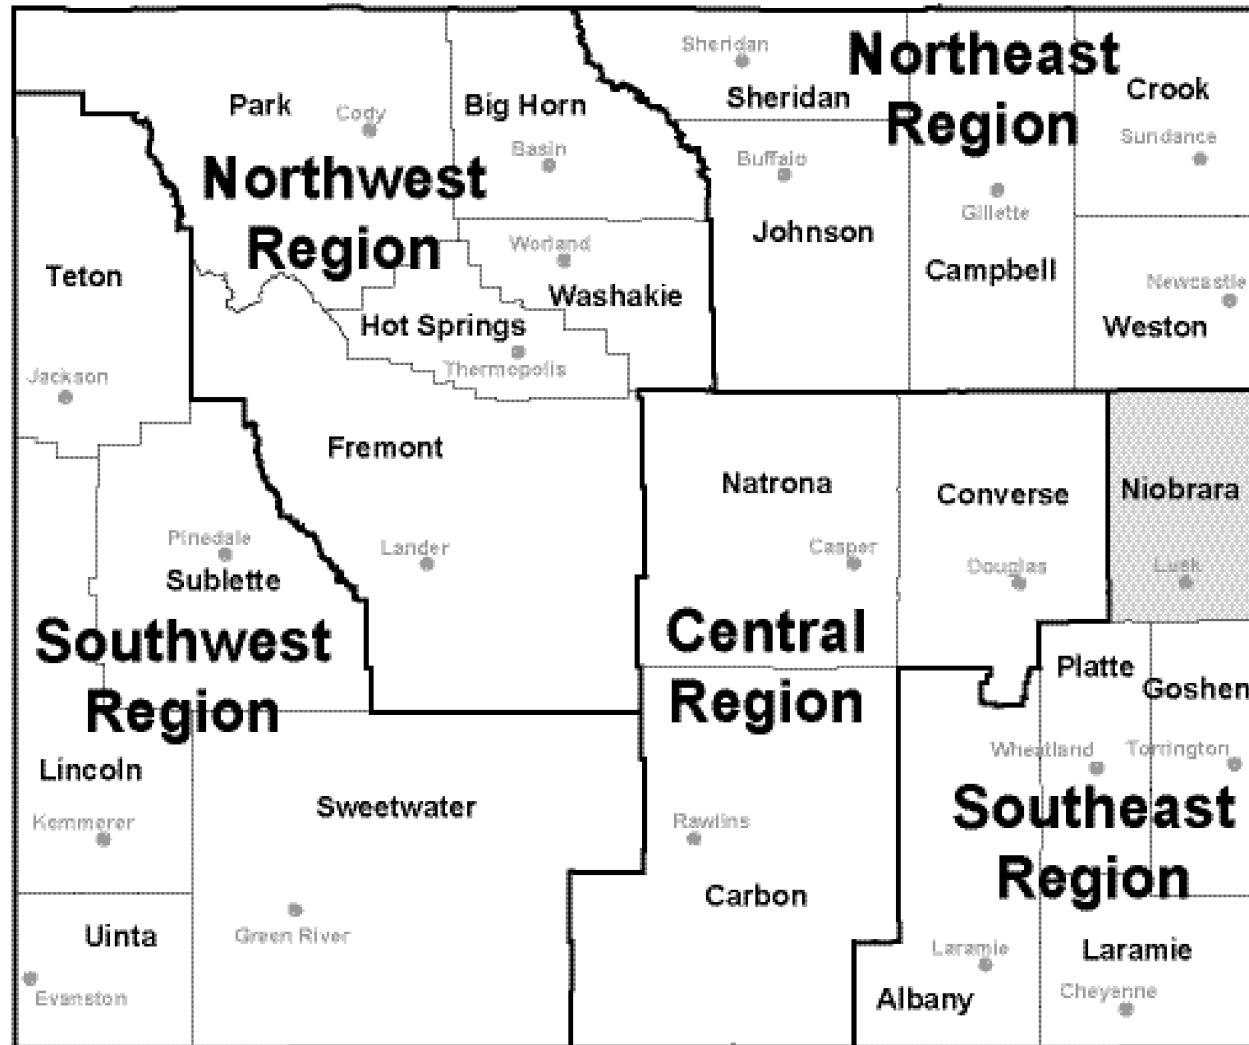 Sheridan
Northeast
Region
Sheridan
Crook
Park
Cody
Big Horn
Sundance
Northwest
Region
Basin
Buffalo
Gillette
Johnson
Worland
Teton
Campbell
Newcastle
Washakie
Hot Springs
Weston
Thermopolis
Jackson
Fremont
Natrona
Converse
Niobrara
Pinedale
Lander
Casper
Douglas
Lusk
Sublette
Southwest
Region
Central
Region
Platte
Goshen
Wheatland
Torrington
Lincoln
Sweetwater
Southeast
Region
Kemmerer
Rawlins
Carbon
Uinta
Green River
Laramie
Laramie
Evanston
Albany
Cheyenne